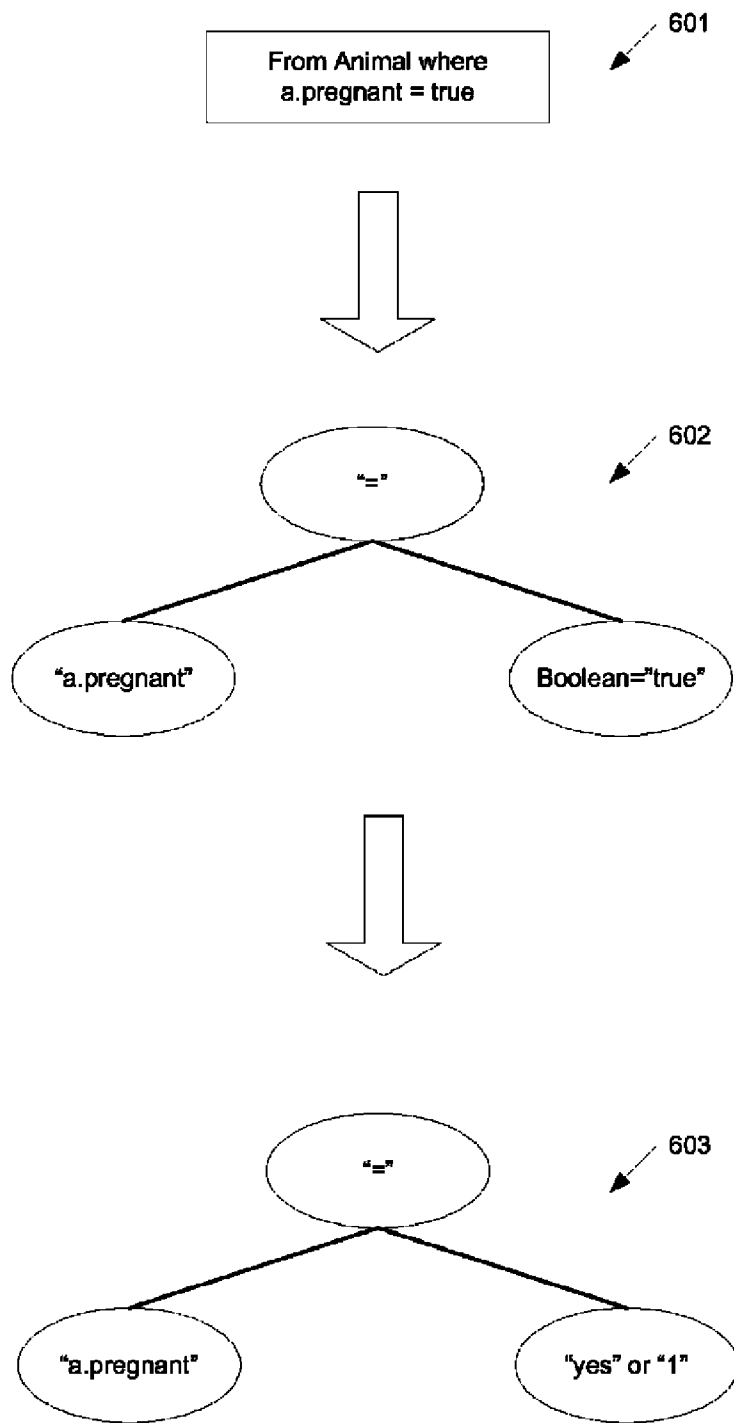 601
From Animal where
a.pregnant = true
602
“=”
“a.pregnant”
Boolean=”true”
603
“=”
“a.pregnant”
“yes” or “1”